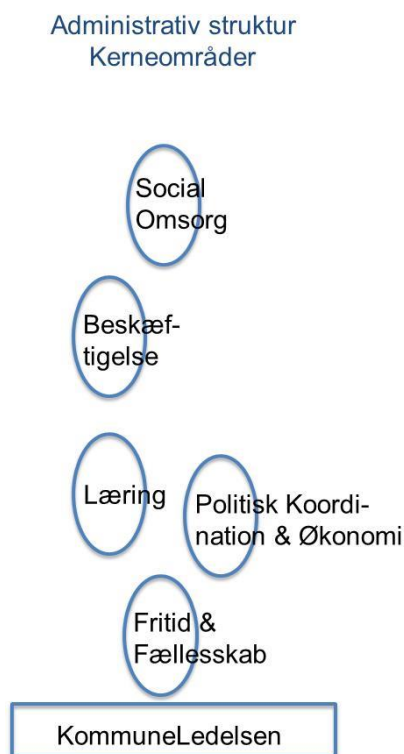 Administrativ struktur
Kerneområder
Social
Omsorg
Beskæf-
tigelse
Læring
Politisk Koordi-
nation & Økonomi
Fritid &
Fællesskab
KommuneLedelsen